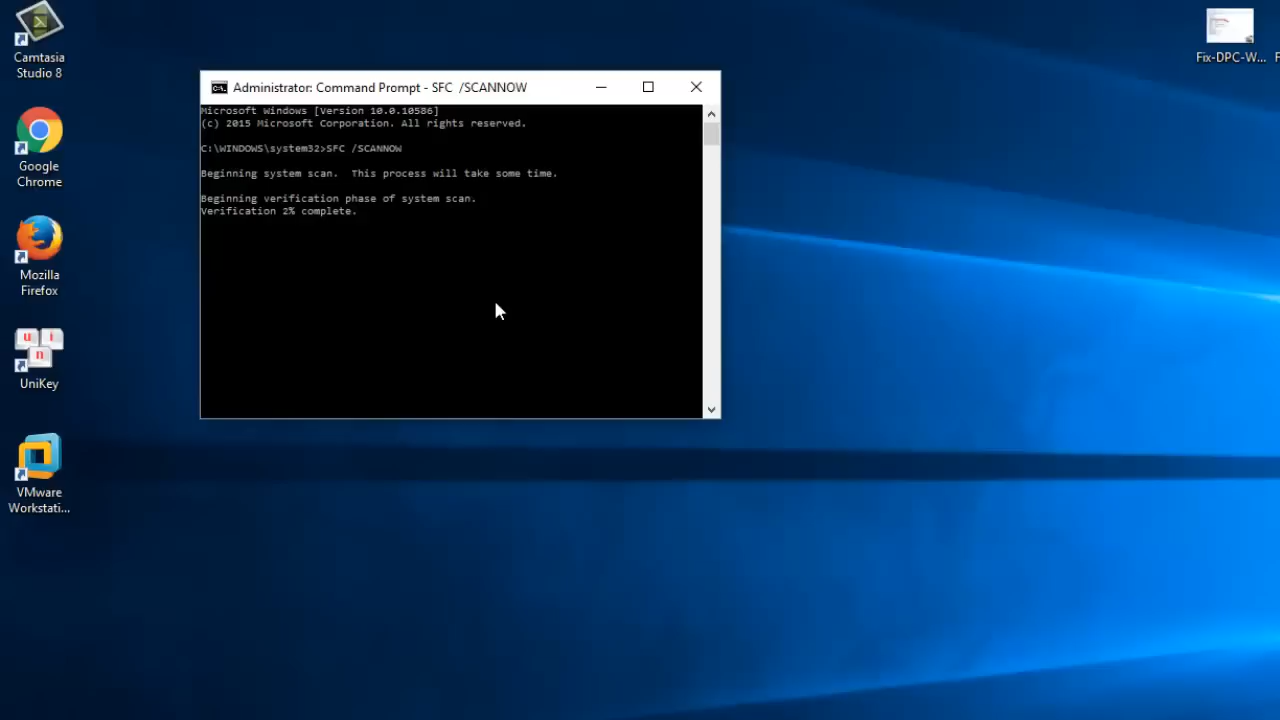 Camtasia
Studio 8
Google
Chrome
Mozilla
Firefox
u
i
n
UniKey
VMware
Workstati...
Administrator: Command Prompt - SFC  /SCANNOW
Microsoft Windows [Version 10.0.10586]
(c) 2015 Microsoft Corporation. All rights reserved.
C:\WINDOWS\system32>SFC /SCANNOW
Beginning system scan.  This process will take some time.
Beginning verification phase of system scan.
Verification 2% complete.
Fix-DPC-W...